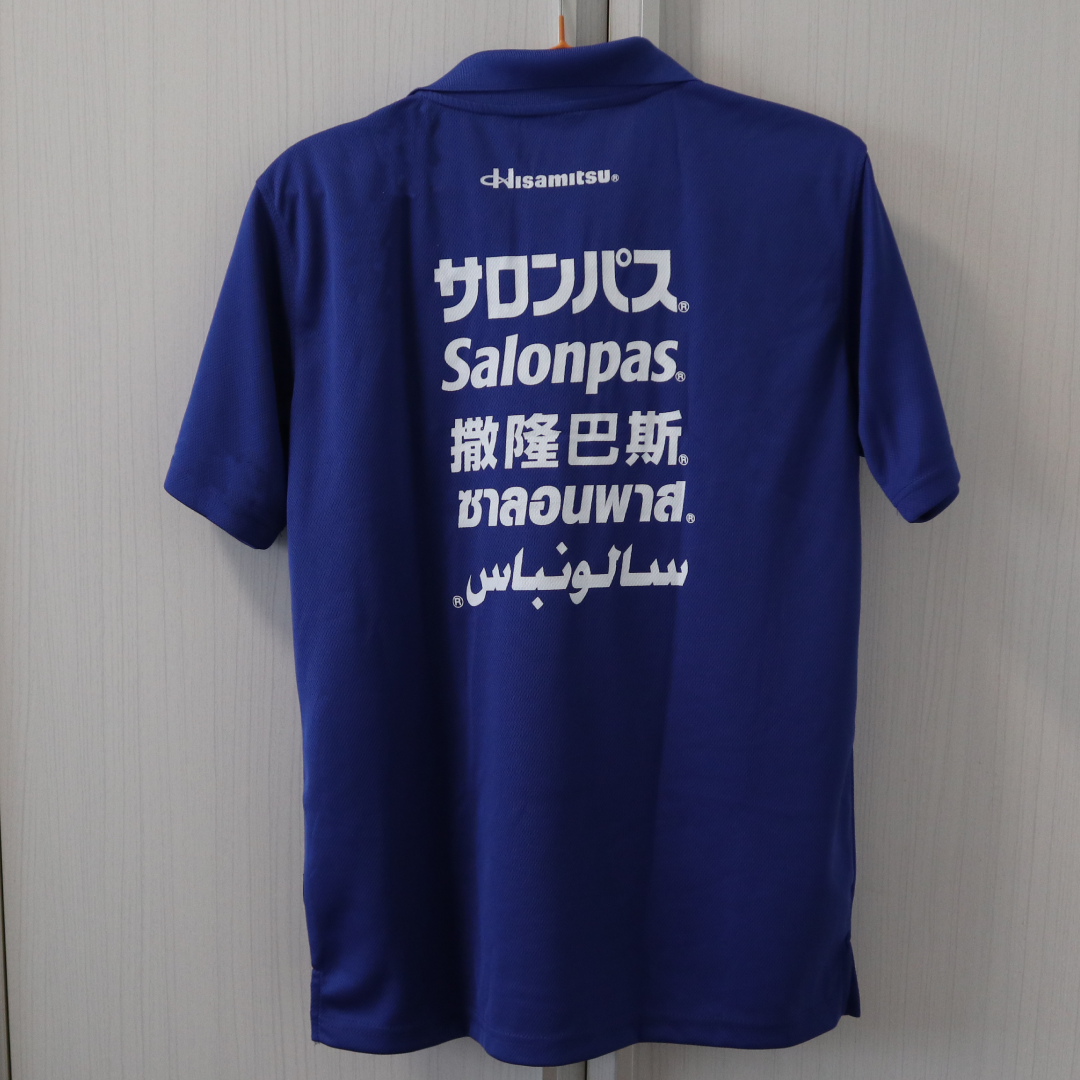 Hisamitsu®
サロンパス®
Salonpas®
撒隆巴斯®
ซาลอนพาส®
سالونباس®